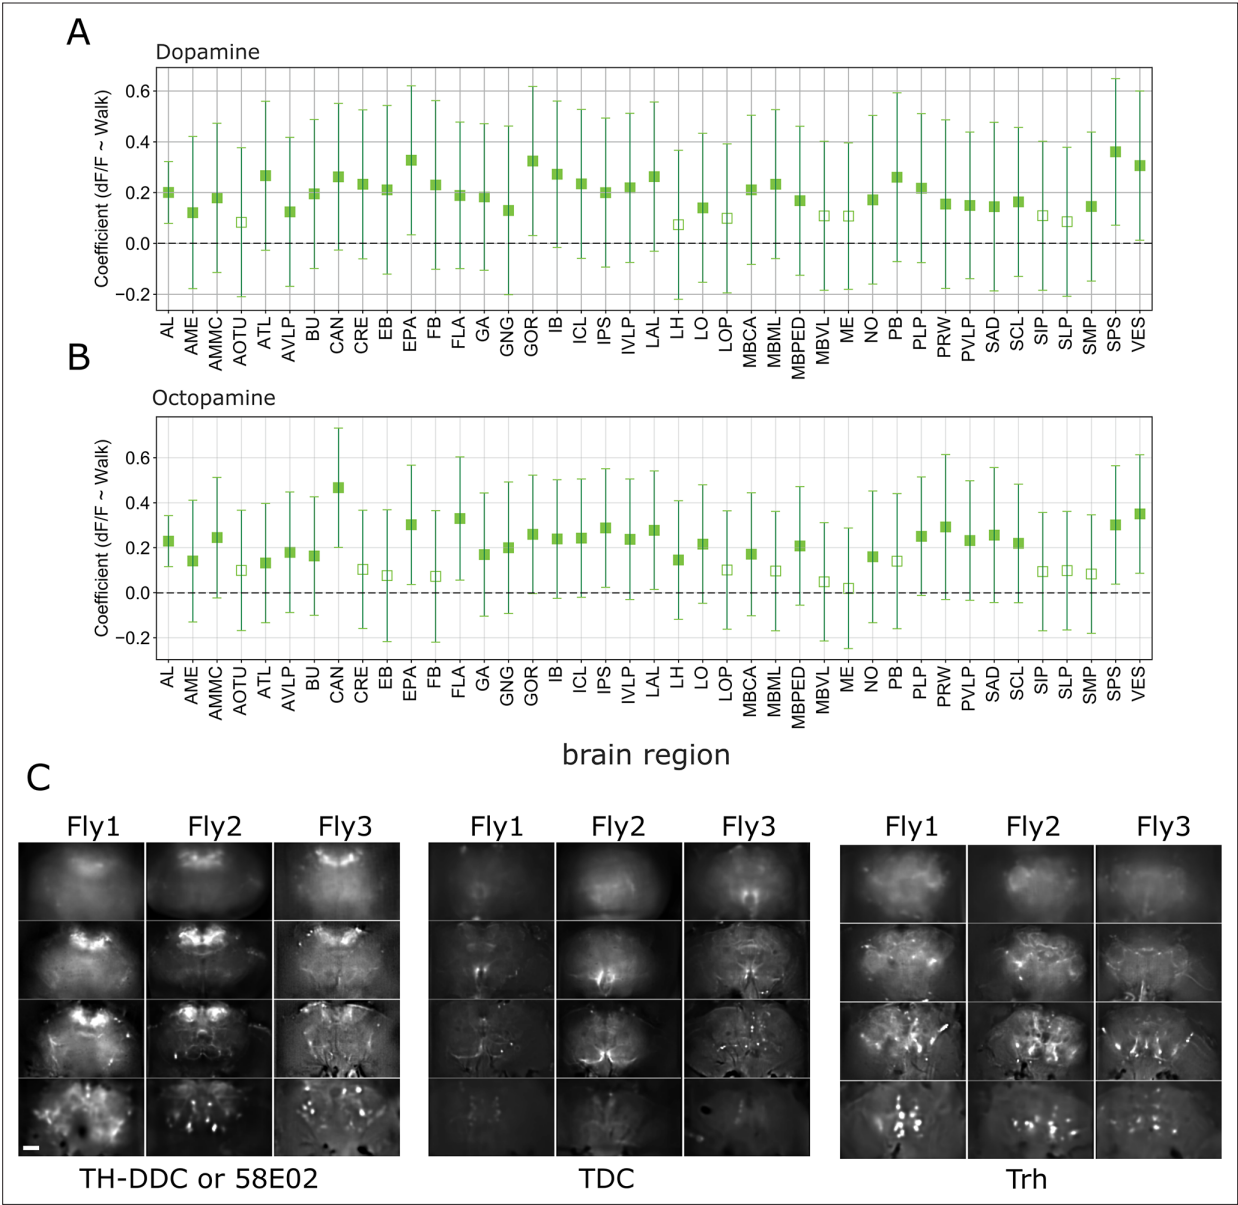 A
Dopamine
Coefficient (dF/F ~ Walk)
0.6
0.4
0.2
0.0
−0.2
AL AME AMMC AOTU ATL AVLP BU CAN CRE EB EPA FB FLA GA GNG GOR IB ICL IPS IVLP LAL LH LO LOP MBCA MBML MBPED MBVL ME NO PB PLP PRW PVLP SAD SCL SIP SLP SMP SPS VES
B
Octopamine
Coefficient (dF/F ~ Walk)
0.6
0.4
0.2
0.0
−0.2
AL AME AMMC AOTU ATL AVLP BU CAN CRE EB EPA FB FLA GA GNG GOR IB ICL IPS IVLP LAL LH LO LOP MBCA MBML MBPED MBVL ME NO PB PLP PRW PVLP SAD SCL SIP SLP SMP SPS VES
brain region
C
Fly1 Fly2 Fly3 Fly1 Fly2 Fly3 Fly1 Fly2 Fly3
TH-DDC or 58E02 TDC Trh